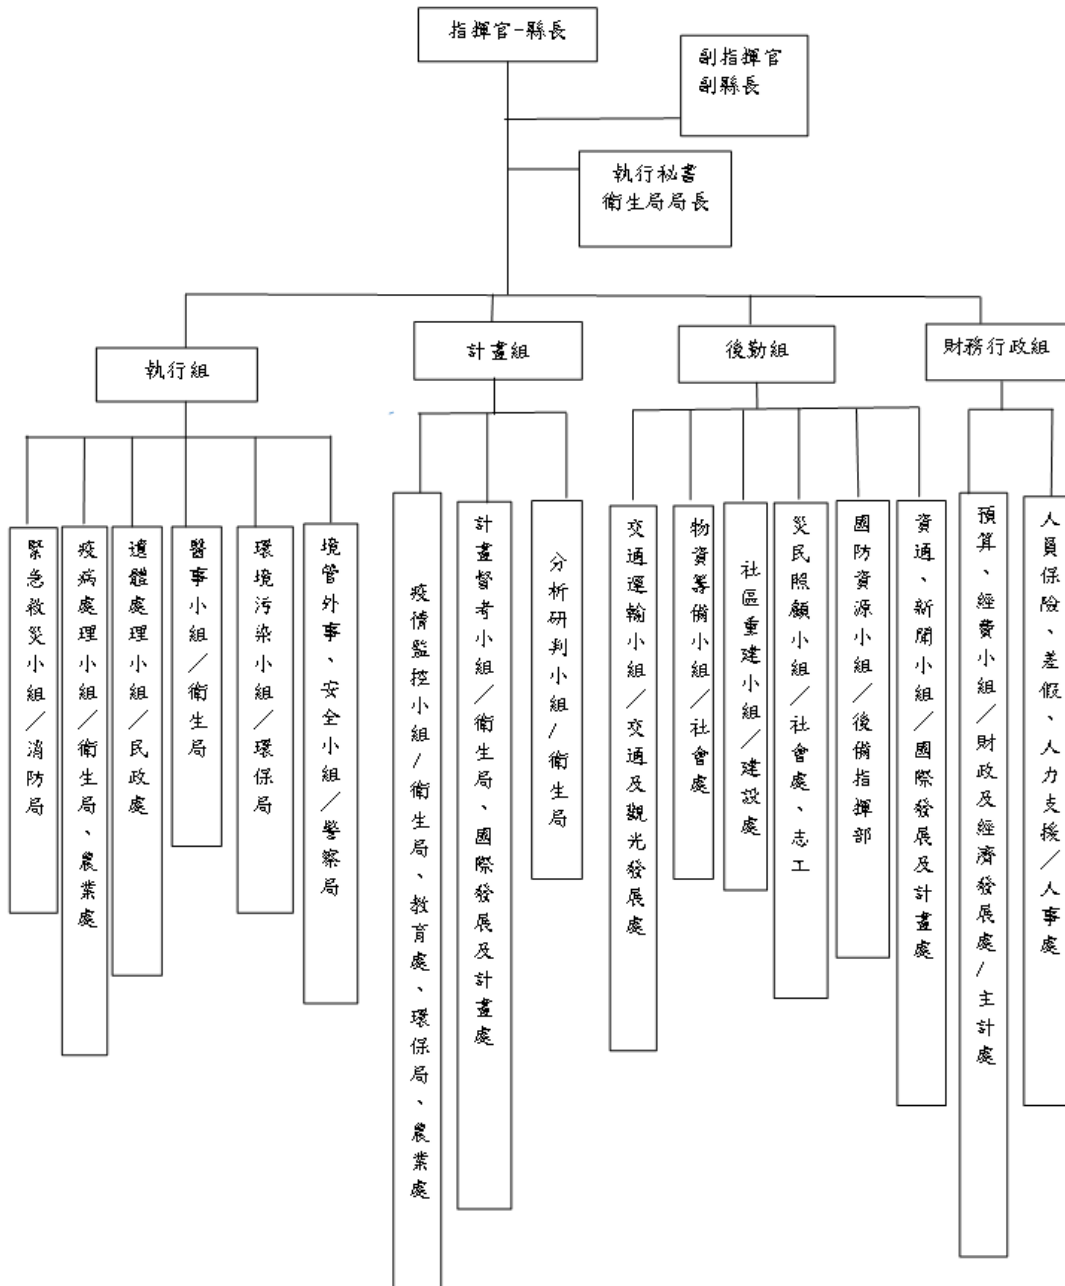 指揮官-縣長
副指揮官
副縣長
執行秘書
衛生局局長
執行組
計畫組
後勤組
財務行政組
緊急救災小組／消防局
疫病處理小組／衛生局、農業處
遺體處理小組／民政處
醫事小組／衛生局
環境污染小組／環保局
境管外事、安全小組／警察局
疫情監控小組/衛生局、教育處、環保局、農業處
計畫督考小組／衛生局、國際發展及計畫處
分析研判小組/衛生局
交通運輸小組／交通及觀光發展處
物資籌備小組／社會處
社區重建小組／建設處
災民照顧小組／社會處、志工
國防資源小組／後備指揮部
資通、新聞小組／國際發展及計畫處
預算、經費小組／財政及經濟發展處/主計處
人員保險、差假、人力支援／人事處